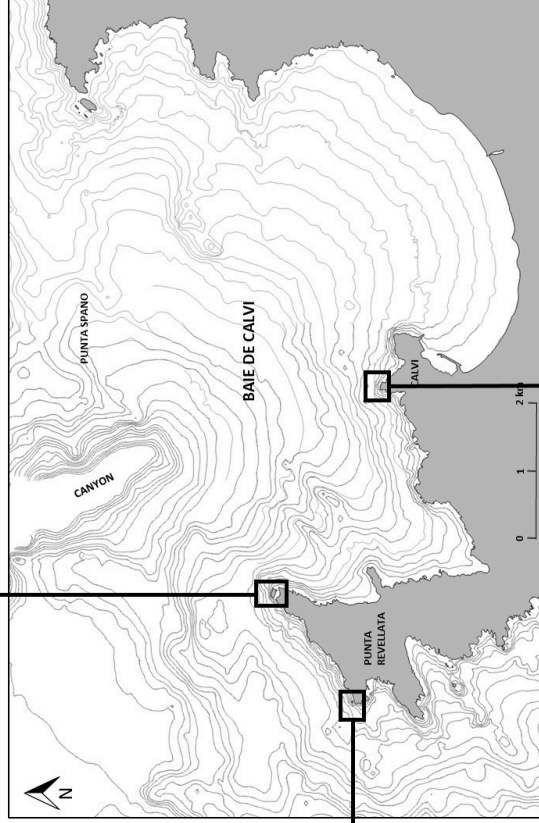 PUNTA SPANO
BAIE DE CALVI
CANYON
CALVI
2 km
1
0
PUNTA
REVELLATA
N